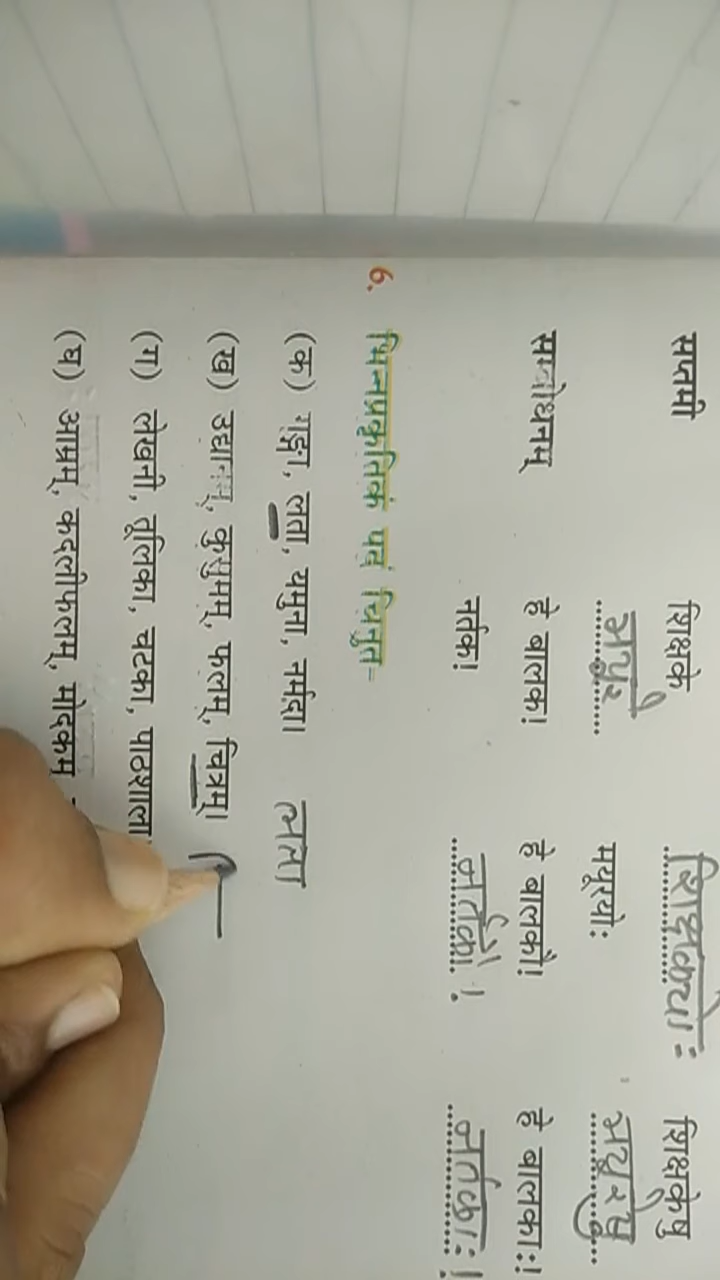 सप्तमी शिक्षके शिक्षकयोः शिक्षकेषु
मयूरे मयूरयोः मयूरेषु
सम्बोधनम् हे बालक! हे बालकौ! हे बालकाः!
नर्तक! नर्तकौ ! नर्तकाः !
6. भिन्नप्रकृतिकं पदं चिनुत-
(क) गङ्गा, लता, यमुना, नर्मदा। लता
(ख) उद्यानम्, कुसुमम्, फलम्, चित्रम्।
(ग) लेखनी, तूलिका, चटका, पाठशाला
(घ) आम्रम्, कदलीफलम्, मोदकम्